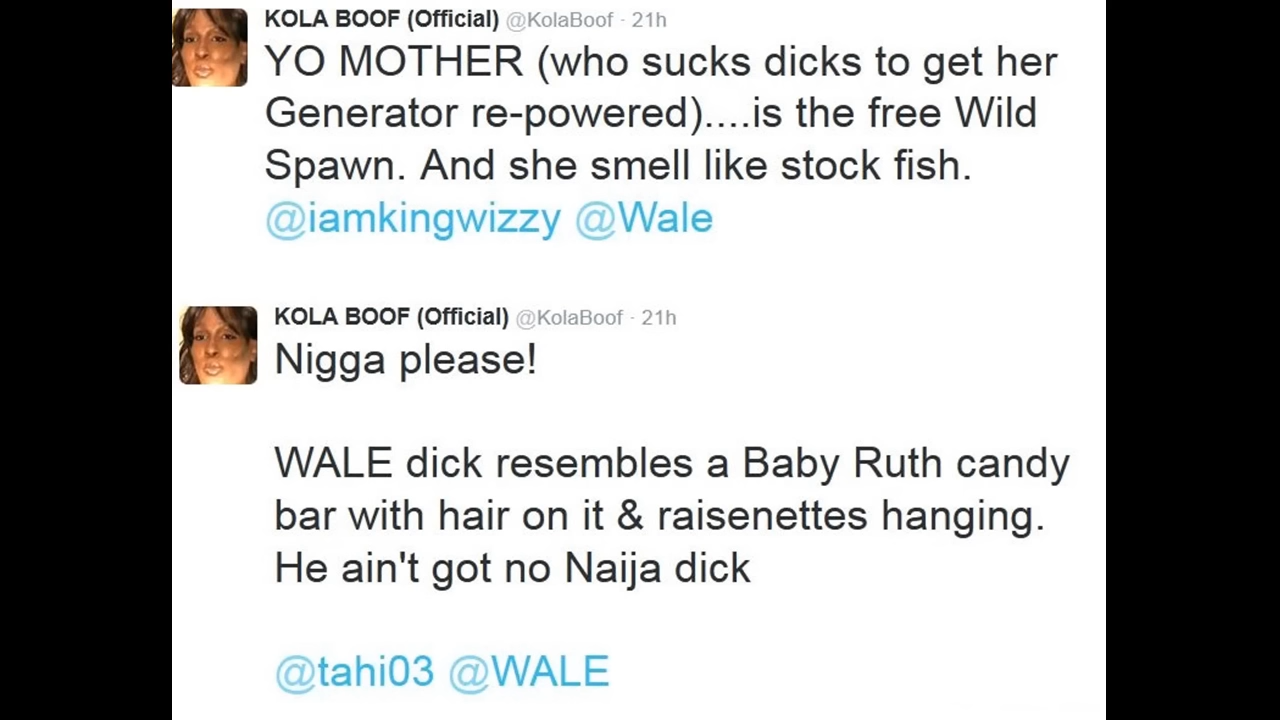 KOLA BOOF (Official) @KolaBoof · 21h
YO MOTHER (who sucks dicks to get her
Generator re-powered)....is the free Wild
Spawn. And she smell like stock fish.
@iamkingwizzy @Wale
KOLA BOOF (Official) @KolaBoof · 21h
Nigga please!
WALE dick resembles a Baby Ruth candy
bar with hair on it & raisenettes hanging.
He ain't got no Naija dick
@tahi03 @WALE